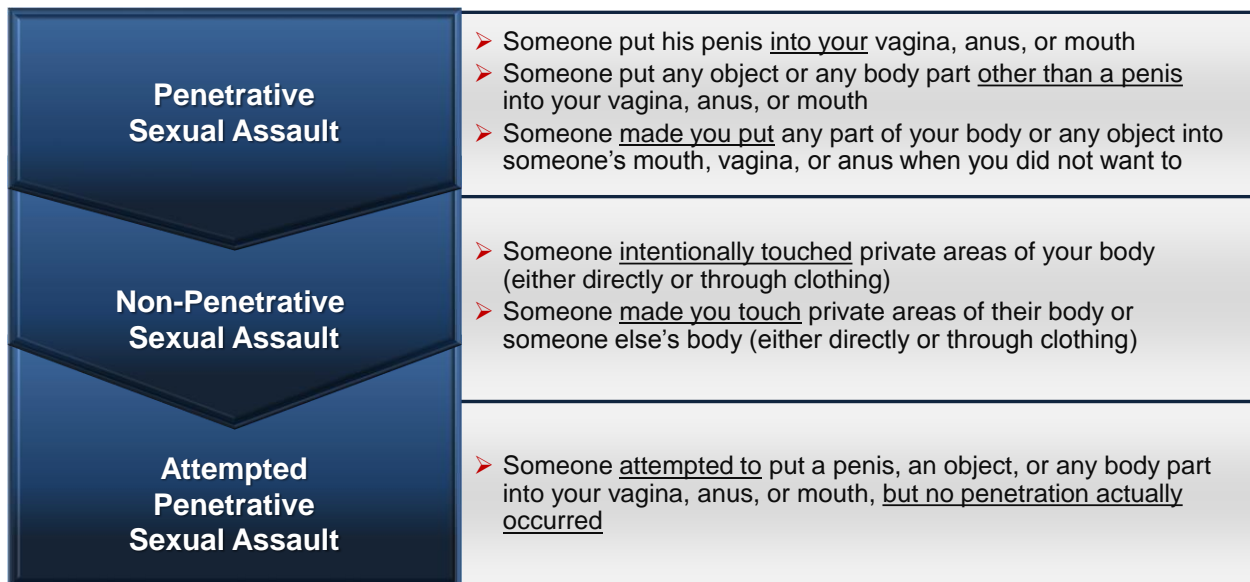 Penetrative
Sexual Assault
➢ Someone put his penis into your vagina, anus, or mouth
➢ Someone put any object or any body part other than a penis
into your vagina, anus, or mouth
➢ Someone made you put any part of your body or any object into
someone’s mouth, vagina, or anus when you did not want to
Non-Penetrative
Sexual Assault
➢ Someone intentionally touched private areas of your body
(either directly or through clothing)
➢ Someone made you touch private areas of their body or
someone else’s body (either directly or through clothing)
Attempted
Penetrative
Sexual Assault
➢ Someone attempted to put a penis, an object, or any body part
into your vagina, anus, or mouth, but no penetration actually
occurred